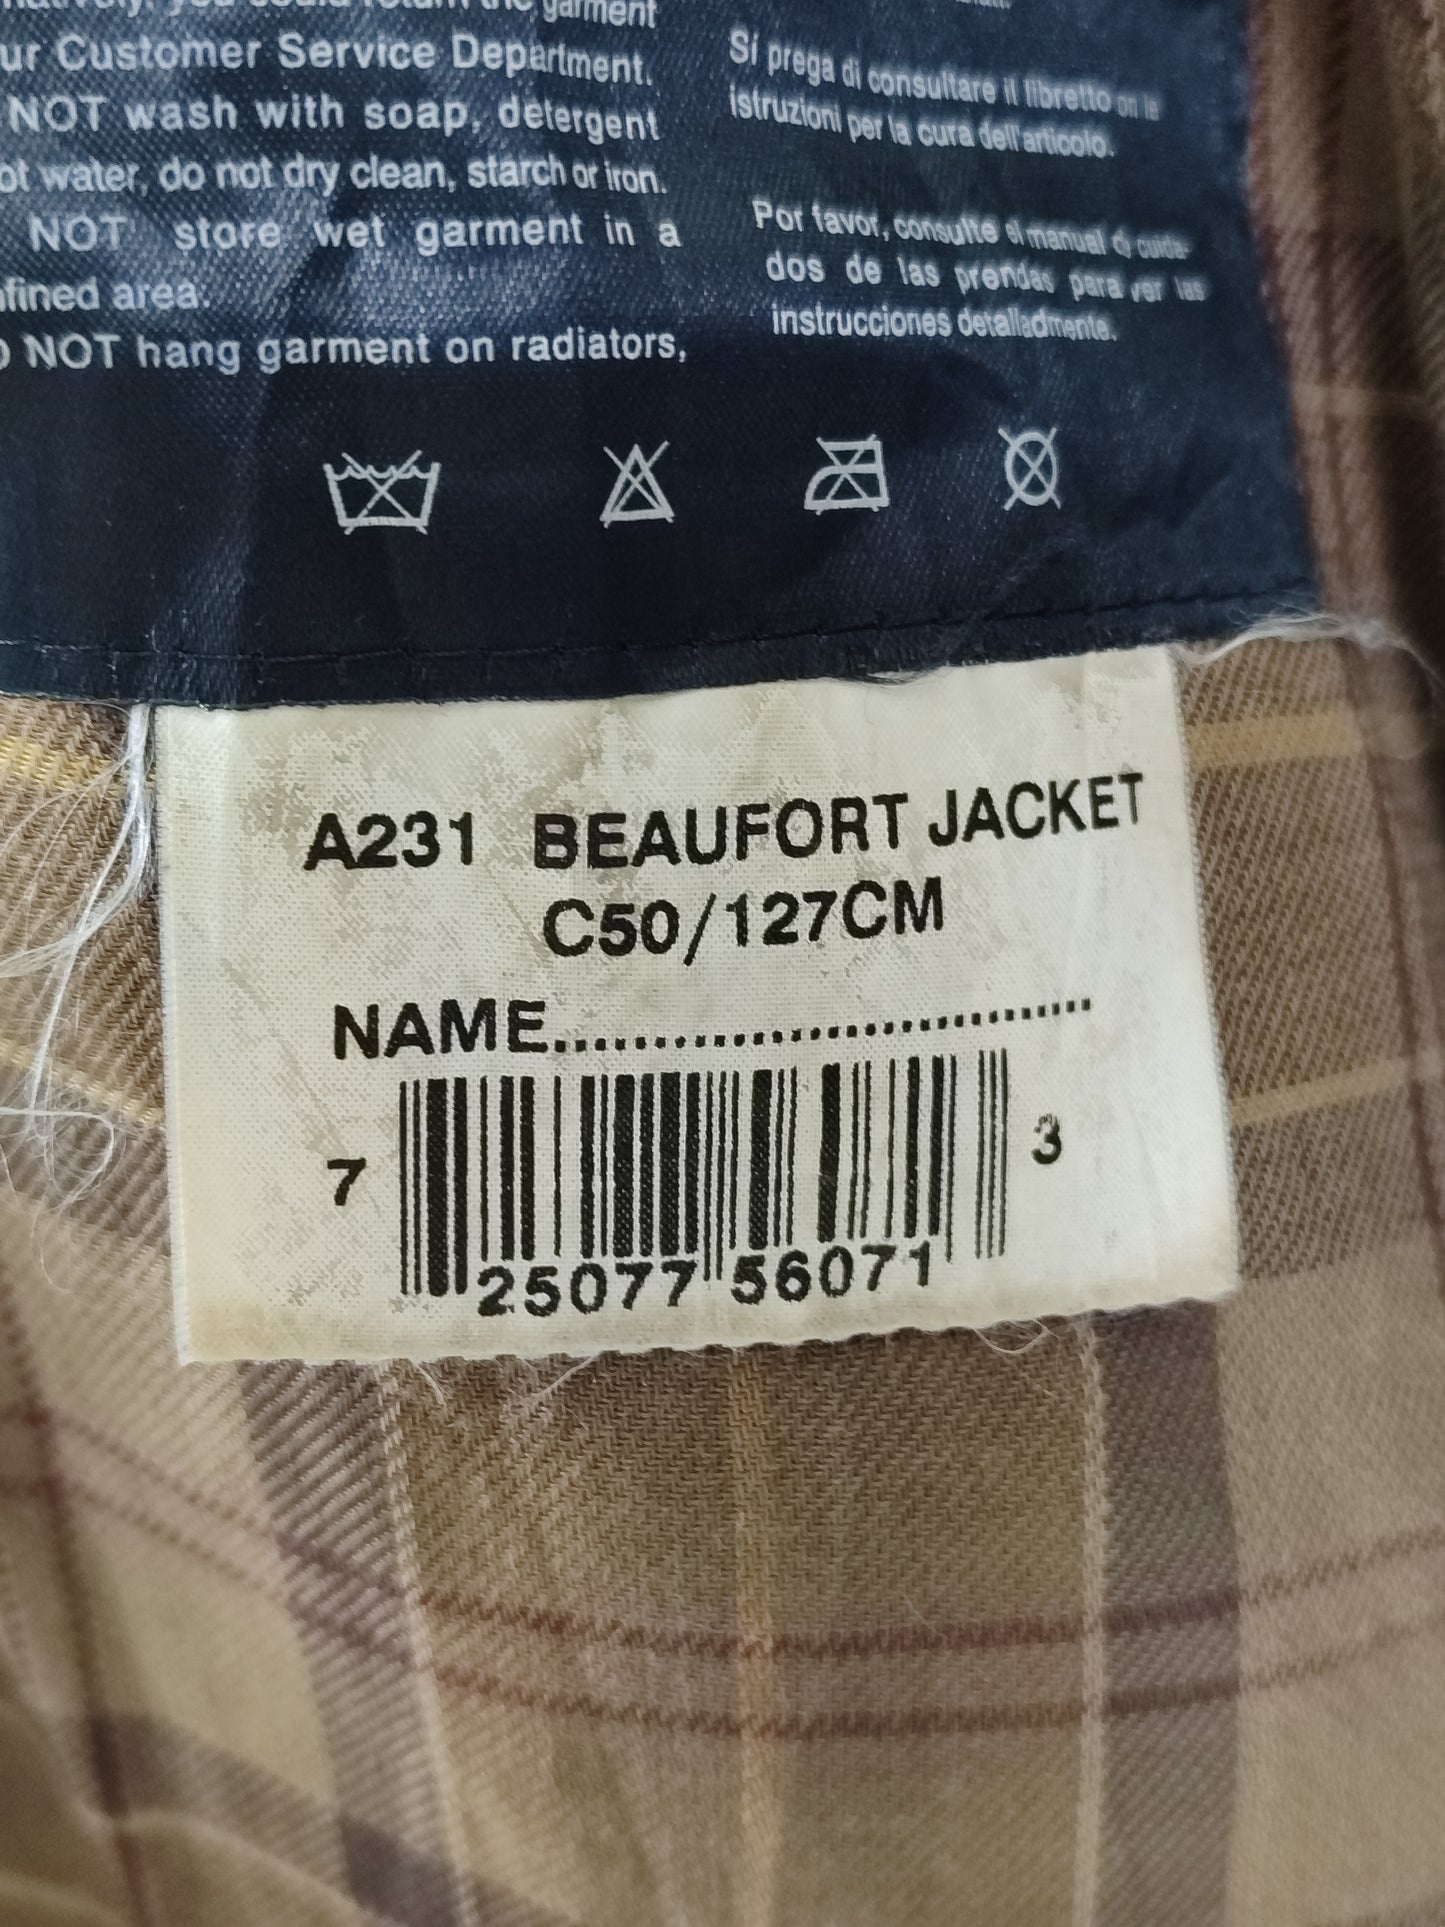 garment
ur Customer Service Department.
NOT wash with soap, detergent
ot water, do not dry clean, starch or iron.
NOT store wet garment in a
nfined area.
O NOT hang garment on radiators,
Si prega di consultare il libretto on le
istruzioni per la cura dell'articolo.
Por favor, consulte el manual de cuida-
dos de las prendas para ver las
instrucciones detalladmente.
A231 BEAUFORT JACKET
C50/127CM
NAME..............................
7 25077 56071 3